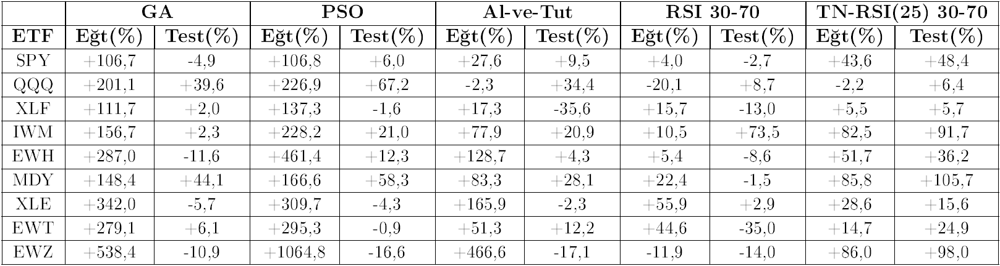 GA PSO Al-ve-Tut RSI 30-70 TN-RSI(25) 30-70
ETF Eğt(%) Test(%) Eğt(%) Test(%) Eğt(%) Test(%) Eğt(%) Test(%) Eğt(%) Test(%)
SPY +106,7 -4,9 +106,8 +6,0 +27,6 +9,5 +4,0 -2,7 +43,6 +48,4
QQQ +201,1 +39,6 +226,9 +67,2 -2,3 +34,4 -20,1 +8,7 -2,2 +6,4
XLF +111,7 +2,0 +137,3 -1,6 +17,3 -35,6 +15,7 -13,0 +5,5 +5,7
IWM +156,7 +2,3 +228,2 +21,0 +77,9 +20,9 +10,5 +73,5 +82,5 +91,7
EWH +287,0 -11,6 +461,4 +12,3 +128,7 +4,3 +5,4 -8,6 +51,7 +36,2
MDY +148,4 +44,1 +166,6 +58,3 +83,3 +28,1 +22,4 -1,5 +85,8 +105,7
XLE +342,0 -5,7 +309,7 -4,3 +165,9 -2,3 +55,9 +2,9 +28,6 +15,6
EWT +279,1 +6,1 +295,3 -0,9 +51,3 +12,2 +44,6 -35,0 +14,7 +24,9
EWZ +538,4 -10,9 +1064,8 -16,6 +466,6 -17,1 -11,9 -14,0 +86,0 +98,0